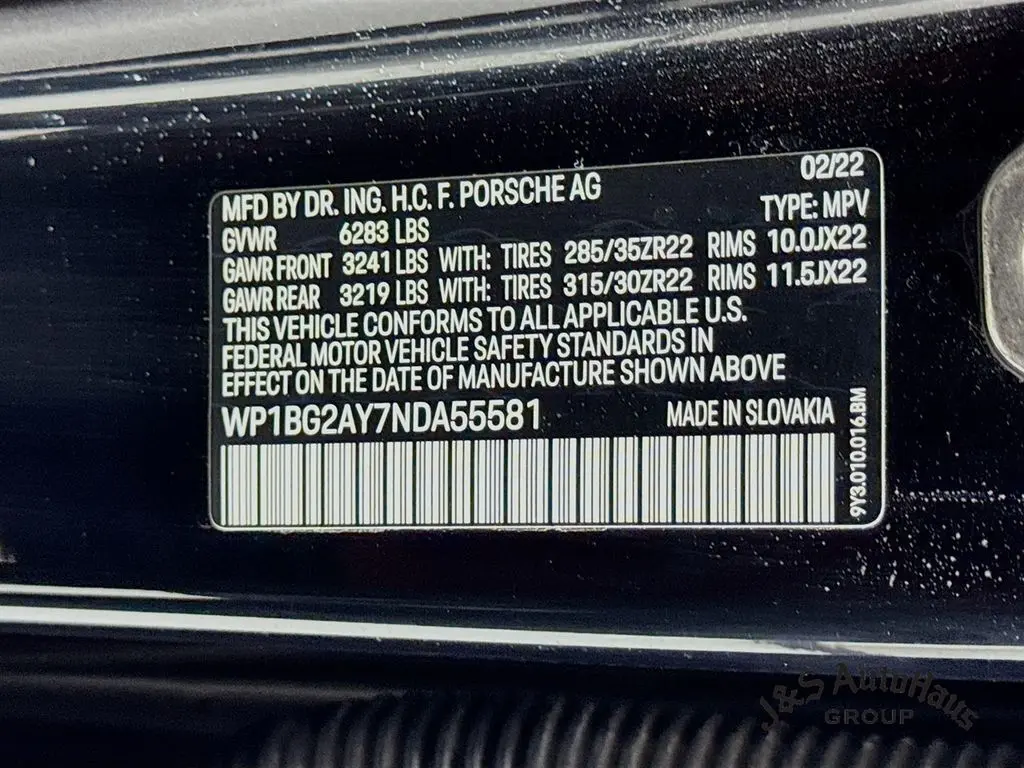 MFD BY DR. ING. H.C. F. PORSCHE AG 02/22
GVWR 6283 LBS TYPE: MPV
GAWR FRONT 3241 LBS WITH: TIRES 285/35ZR22 RIMS 10.0JX22
GAWR REAR 3219 LBS WITH: TIRES 315/30ZR22 RIMS 11.5JX22
THIS VEHICLE CONFORMS TO ALL APPLICABLE U.S.
FEDERAL MOTOR VEHICLE SAFETY STANDARDS IN
EFFECT ON THE DATE OF MANUFACTURE SHOWN ABOVE
WP1BG2AY7NDA55581 MADE IN SLOVAKIA
9Y3.010.016.BM
J&S AutoHaus
GROUP